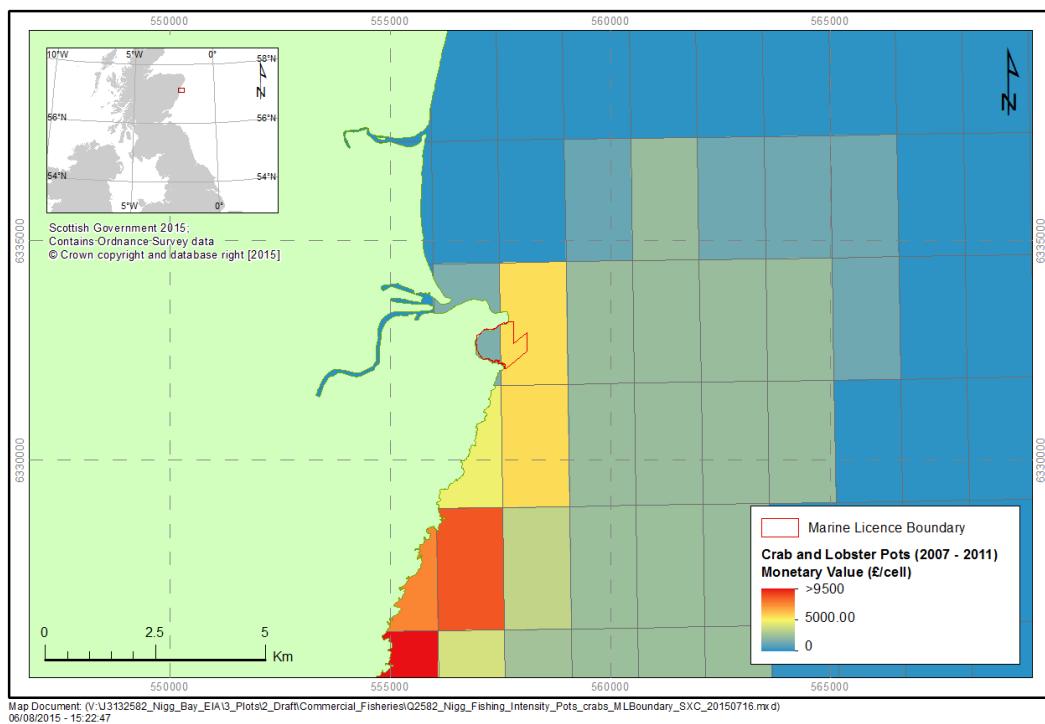 550000 555000 560000 565000
10°W 5°W 0° 58°N
N
56°N 56°N
54°N 54°N
5°W 0°
N
Scottish Government 2015;
Contains Ordnance Survey data
© Crown copyright and database right [2015]
6335000 6335000
6330000 6330000
Marine Licence Boundary
Crab and Lobster Pots (2007 - 2011)
Monetary Value (£/cell)
>9500
5000.00
0
0 2.5 5
Km
550000 555000 560000 565000
Map Document: (V:\J3132582_Nigg_Bay_EIA\3_Plots\2_Draft\Commercial_Fisheries\Q2582_Nigg_Fishing_Intensity_Pots_crabs_MLBoundary_SXC_20150716.mxd)
06/08/2015 - 15:22:47